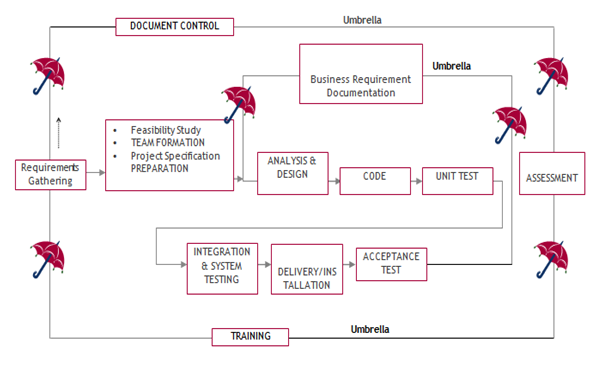 DOCUMENT CONTROL
Umbrella
Umbrella
Business Requirement
Documentation
• Feasibility Study
• TEAM FORMATION
• Project Specification
PREPARATION
Requirements
Gathering
ANALYSIS &
DESIGN
CODE
UNIT TEST
ASSESSMENT
INTEGRATION
& SYSTEM
TESTING
DELIVERY/INS
TALLATION
ACCEPTANCE
TEST
TRAINING
Umbrella